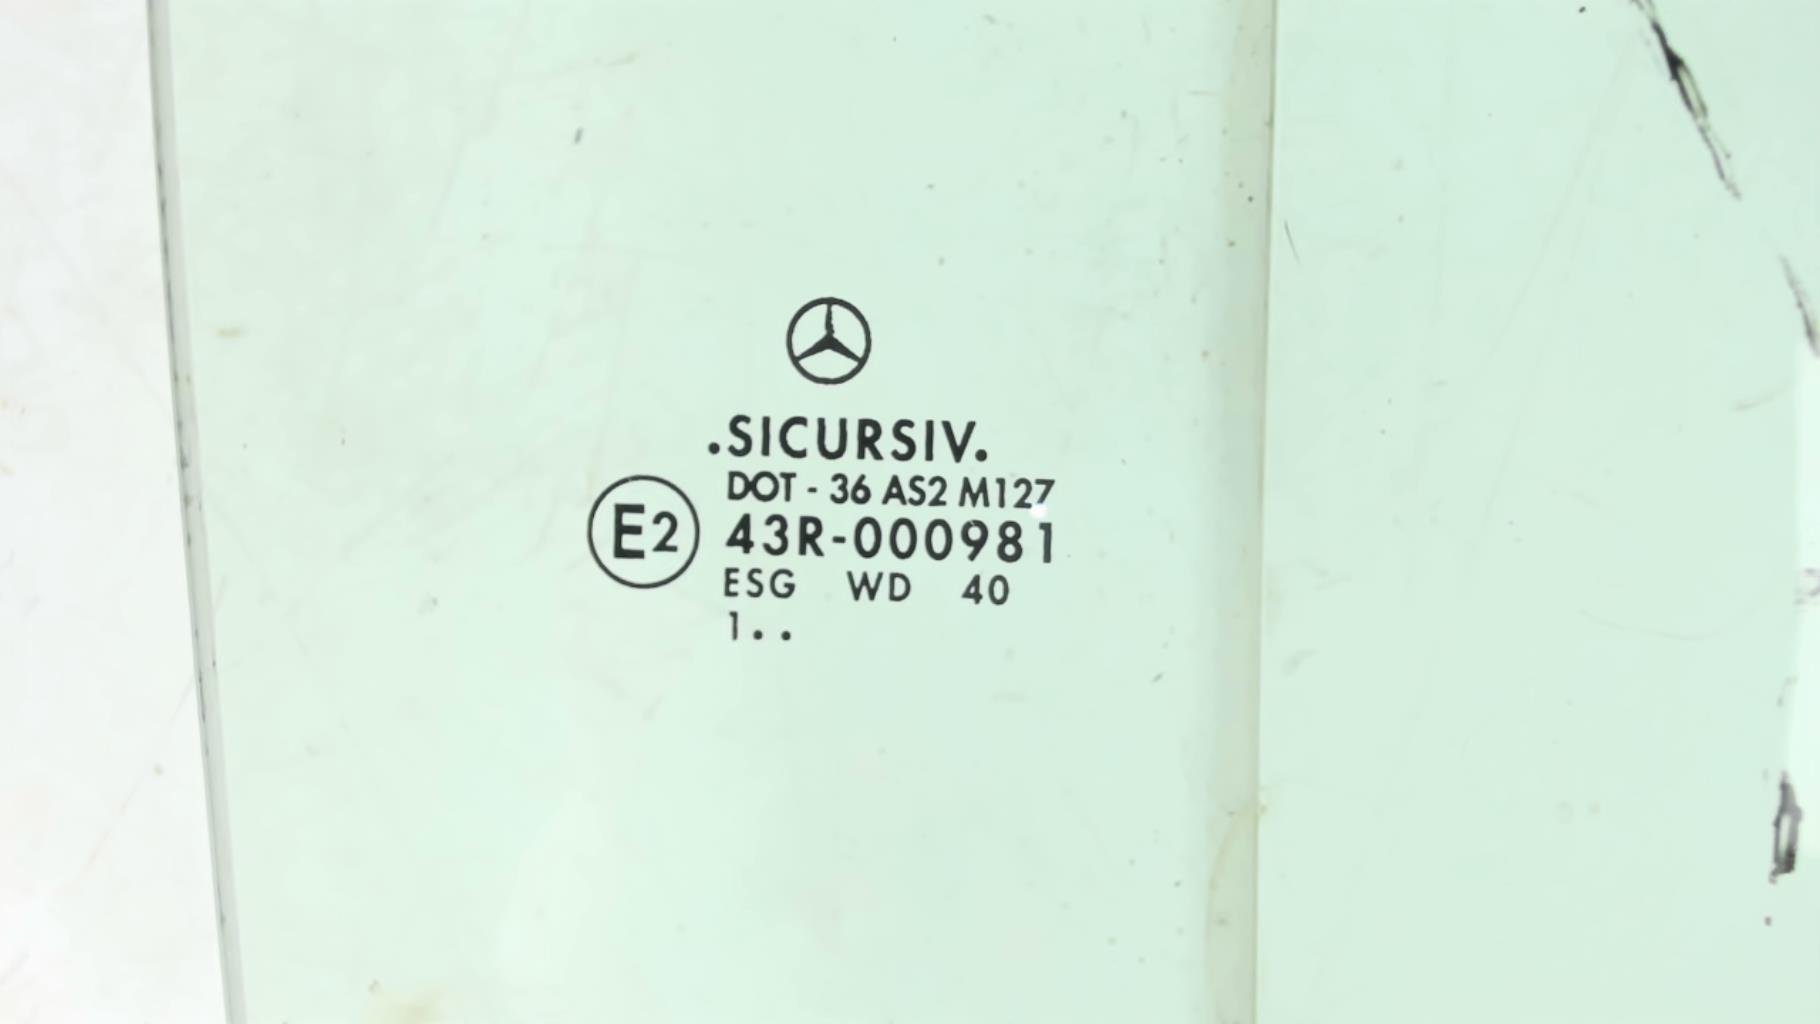 .SICURSIV.
DOT - 36 AS2 M127
E2 43R-000981
ESG WD 40
1..